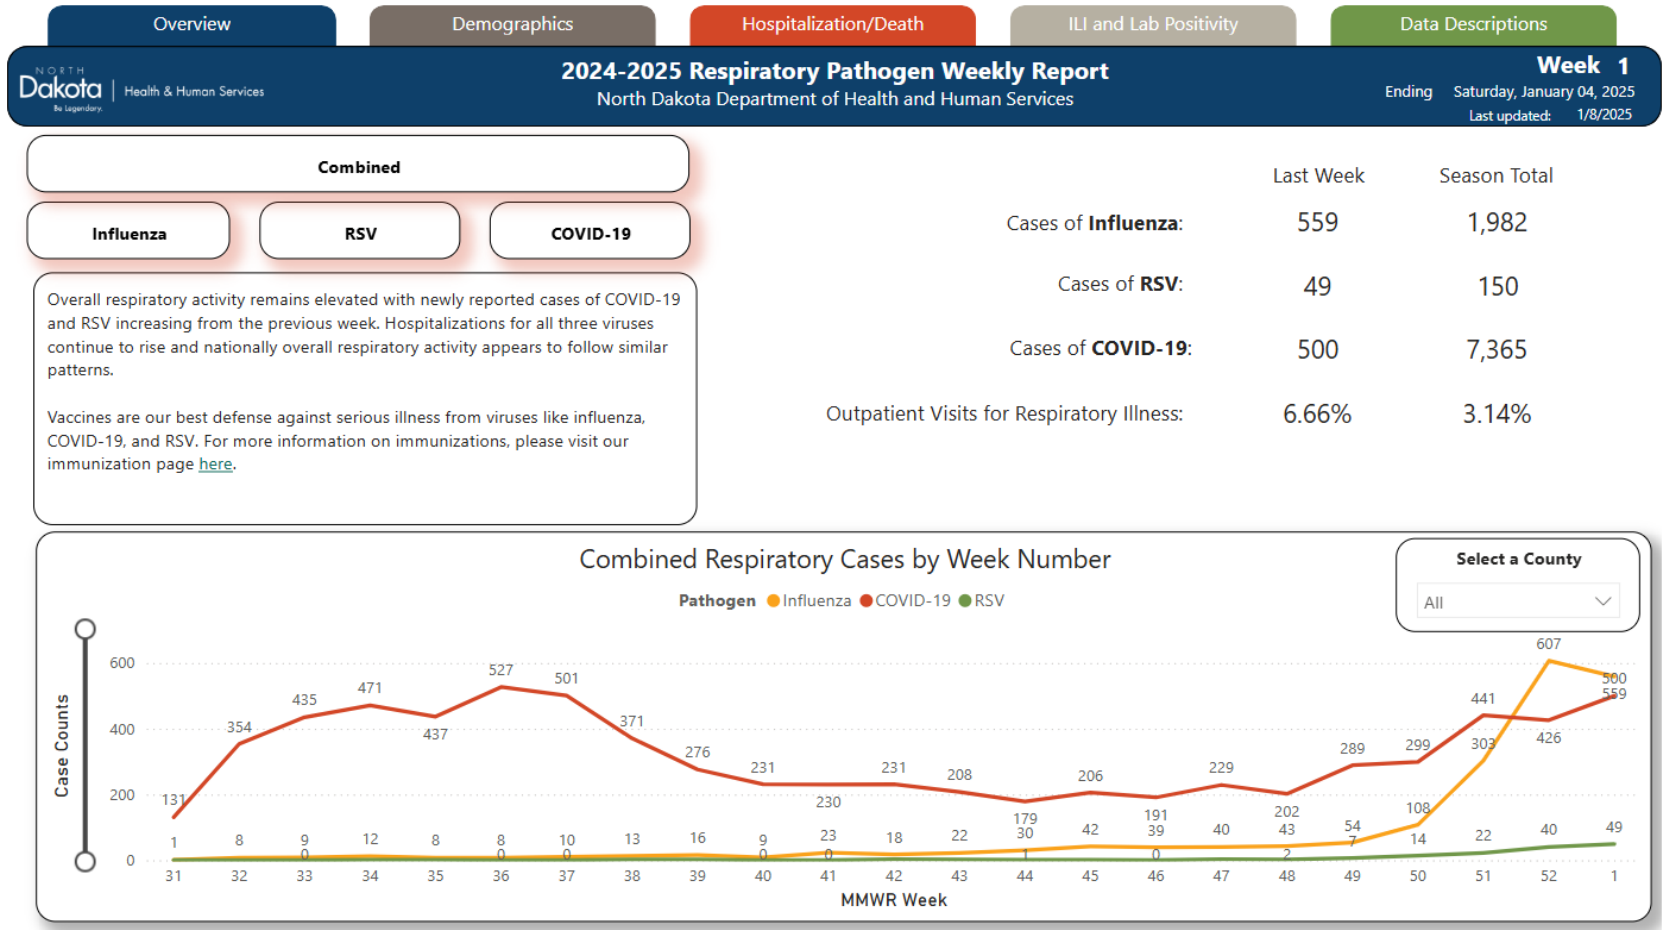 Overview
Demographics
Hospitalization/Death
ILI and Lab Positivity
Data Descriptions
NORTH
Dakota
Be Legendary.
Health & Human Services
2024-2025 Respiratory Pathogen Weekly Report
North Dakota Department of Health and Human Services
Week 1
Ending Saturday, January 04, 2025
Last updated: 1/8/2025
Combined
Influenza
RSV
COVID-19
Overall respiratory activity remains elevated with newly reported cases of COVID-19
and RSV increasing from the previous week. Hospitalizations for all three viruses
continue to rise and nationally overall respiratory activity appears to follow similar
patterns.
Vaccines are our best defense against serious illness from viruses like influenza,
COVID-19, and RSV. For more information on immunizations, please visit our
immunization page here.
Last Week Season Total
Cases of Influenza: 559 1,982
Cases of RSV: 49 150
Cases of COVID-19: 500 7,365
Outpatient Visits for Respiratory Illness: 6.66% 3.14%
Combined Respiratory Cases by Week Number
Pathogen Influenza COVID-19 RSV
Select a County
All
Case Counts
600
400
200
0
131 354 435 471 437 527 501 371 276 231 230 231 208 179 206 191 229 202 289 299 441 426 500
1 8 9 12 8 8 10 13 16 9 23 18 22 30 42 39 40 43 54 108 303 607 559
0 0 0 0 0 1 0 2 7 14 22 40 49
31 32 33 34 35 36 37 38 39 40 41 42 43 44 45 46 47 48 49 50 51 52 1
MMWR Week